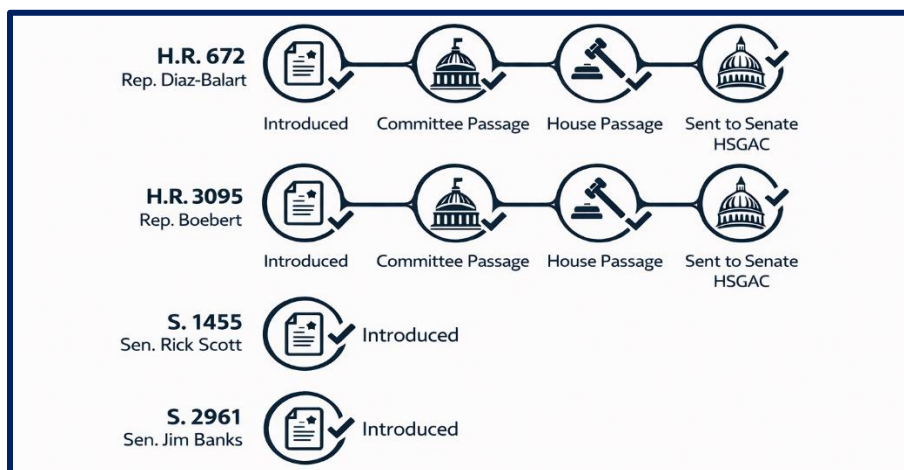 H.R. 672
Rep. Diaz-Balart
Introduced
Committee Passage
House Passage
Sent to Senate
HSGAC
H.R. 3095
Rep. Boebert
Introduced
Committee Passage
House Passage
Sent to Senate
HSGAC
S. 1455
Sen. Rick Scott
Introduced
S. 2961
Sen. Jim Banks
Introduced